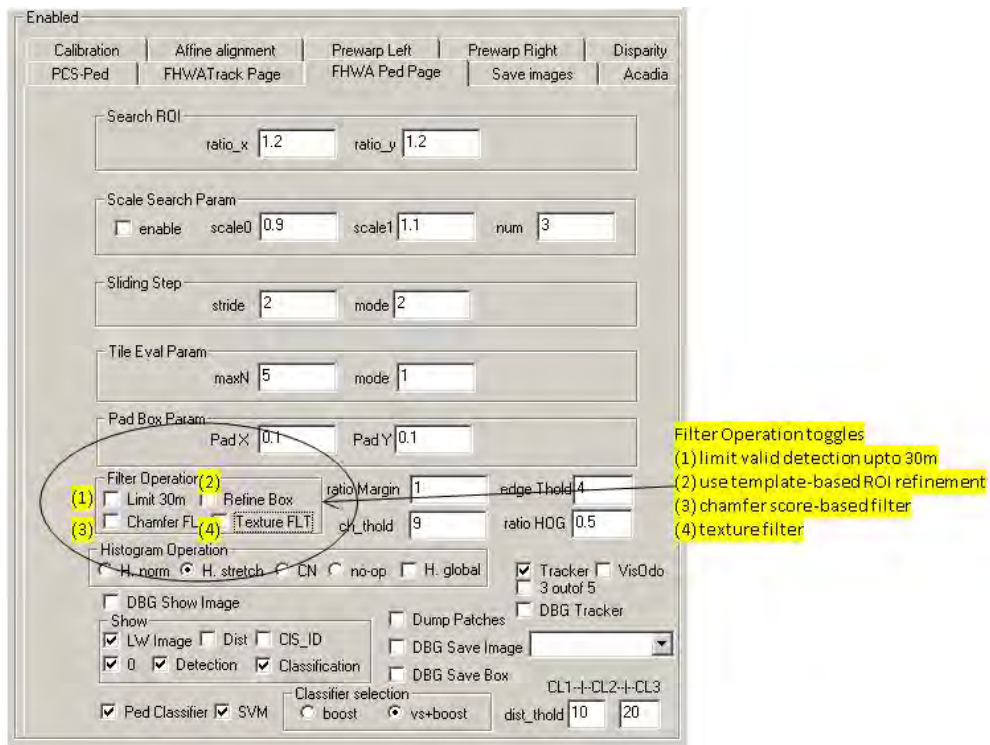 Enabled
Calibration Affine alignment Prewarp Left Prewarp Right Disparity
PCS-Ped FHWATrack Page FHWA Ped Page Save images Acadia
Search ROI
ratio_x 1.2 ratio_y 1.2
Scale Search Param
enable scale0 0.9 scale1 1.1 num 3
Sliding Step
stride 2 mode 2
Tile Eval Param
maxN 5 mode 1
Pad Box Param
Pad X 0.1 Pad Y 0.1
Filter Operation (2)
(1) Limit 30m Refine Box ratio Margin 1 edge Thold 4
(3) Chamfer FL (4) Texture FLT ch_thold 9 ratio HOG 0.5
Filter Operation toggles
(1) limit valid detection upto 30m
(2) use template-based ROI refinement
(3) chamfer score-based filter
(4) texture filter
Histogram Operation
H. norm H. stretch CN no-op H. global
Tracker VisOdo
3 outof 5
DBG Tracker
DBG Show Image
Show
LW Image Dist CIS_ID
0 Detection Classification
Dump Patches
DBG Save Image
DBG Save Box
Ped Classifier SVM
Classifier selection
boost vs+boost
CL1--|--CL2--|--CL3
dist_thold 10 20